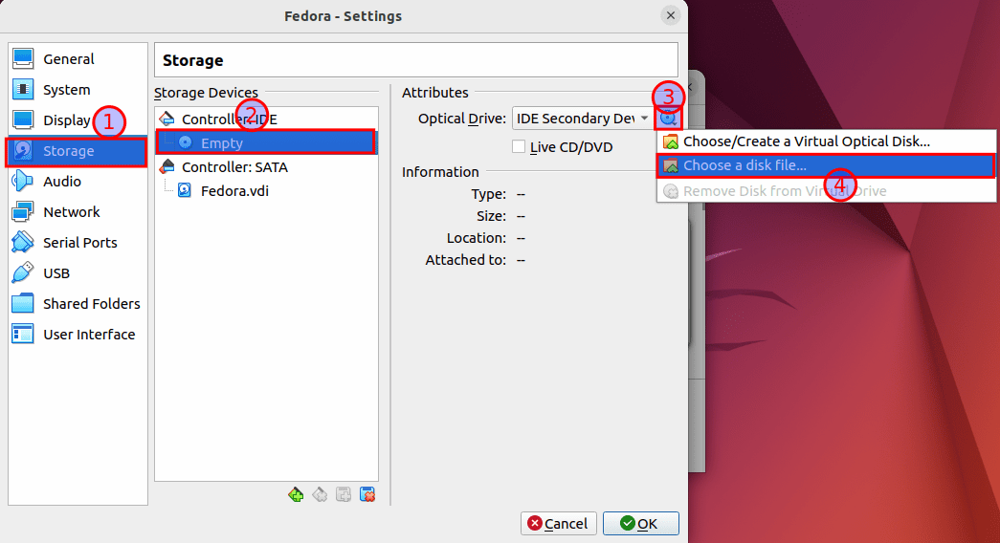 Fedora - Settings
General
System
Display
1
Storage
Audio
Network
Serial Ports
USB
Shared Folders
User Interface
Storage
Storage Devices
Controller: IDE
2
Empty
Controller: SATA
Fedora.vdi
Attributes
3
Optical Drive: IDE Secondary Dev
Live CD/DVD
Information
Type: --
Size: --
Location: --
Attached to: --
Choose/Create a Virtual Optical Disk...
Choose a disk file...
4
Remove Disk from Virtual Drive
Cancel
OK